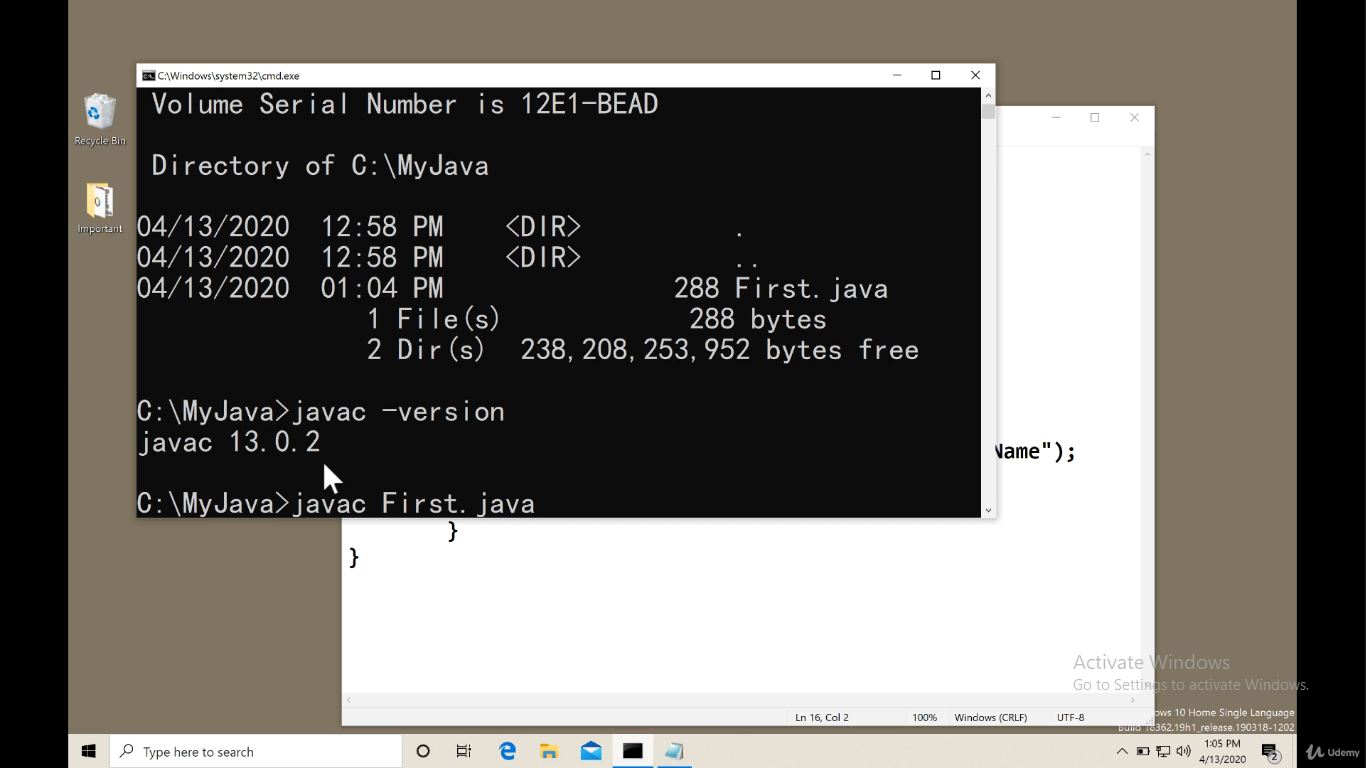 C:\Windows\system32\cmd.exe
Volume Serial Number is 12E1-BEAD
Directory of C:\MyJava
04/13/2020 12:58 PM <DIR> .
04/13/2020 12:58 PM <DIR> ..
04/13/2020 01:04 PM 288 First.java
1 File(s) 288 bytes
2 Dir(s) 238,208,253,952 bytes free
C:\MyJava>javac -version
javac 13.0.2
C:\MyJava>javac First.java
Recycle Bin
Important
Name");
}
}
Activate Windows
Go to Settings to activate Windows.
Ln 16, Col 2 100% Windows (CRLF) UTF-8
ows 10 Home Single Language
Build 18362.19h1_release.190318-1202
Type here to search
1:05 PM
4/13/2020
2
Udemy